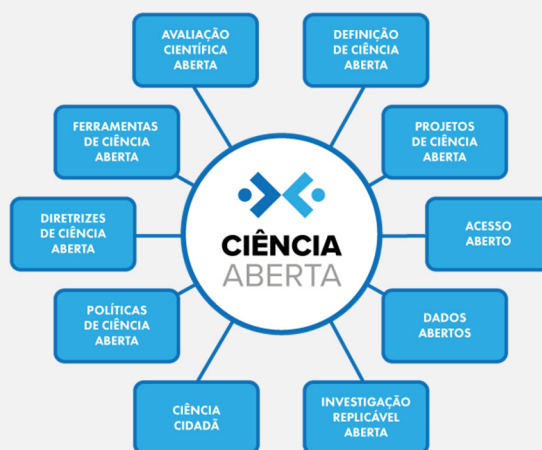 AVALIAÇÃO
CIENTÍFICA
ABERTA
DEFINIÇÃO
DE CIÊNCIA
ABERTA
FERRAMENTAS
DE CIÊNCIA
ABERTA
PROJETOS
DE CIÊNCIA
ABERTA
DIRETRIZES
DE CIÊNCIA
ABERTA
CIÊNCIA
ABERTA
ACESSO
ABERTO
POLÍTICAS
DE CIÊNCIA
ABERTA
DADOS
ABERTOS
CIÊNCIA
CIDADÃ
INVESTIGAÇÃO
REPLICÁVEL
ABERTA